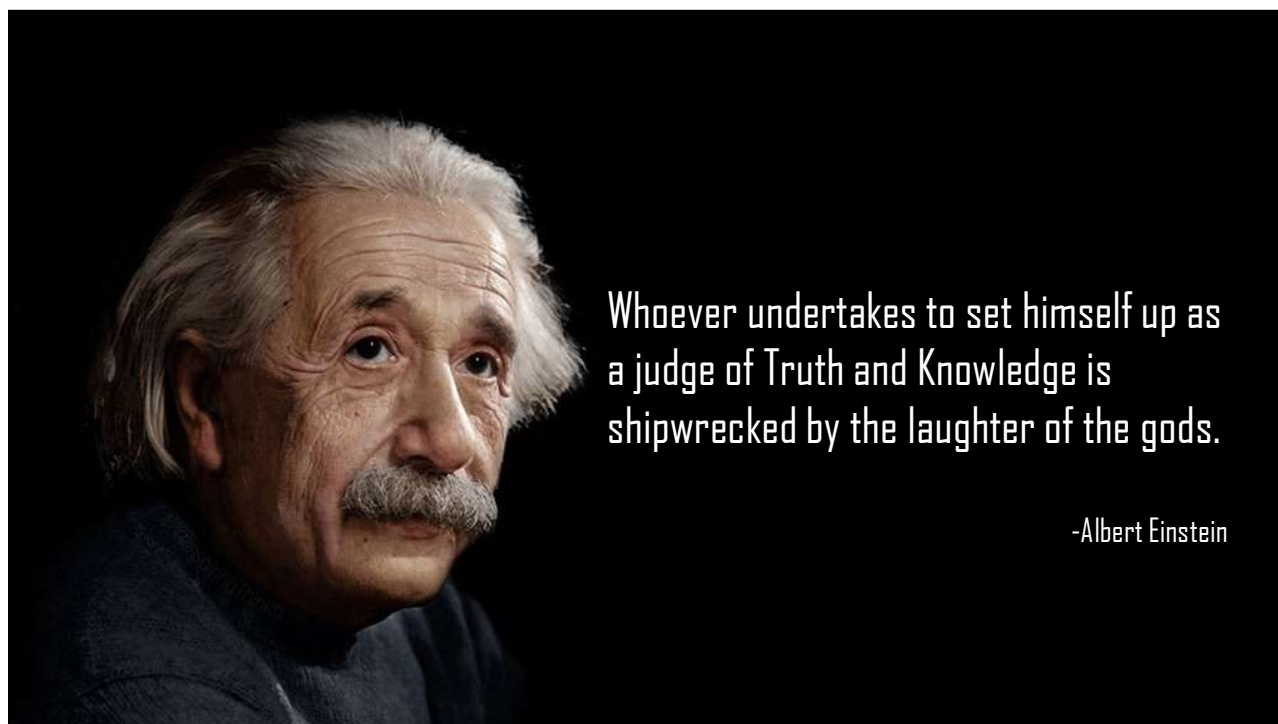 Whoever undertakes to set himself up as
a judge of Truth and Knowledge is
shipwrecked by the laughter of the gods.
-Albert Einstein